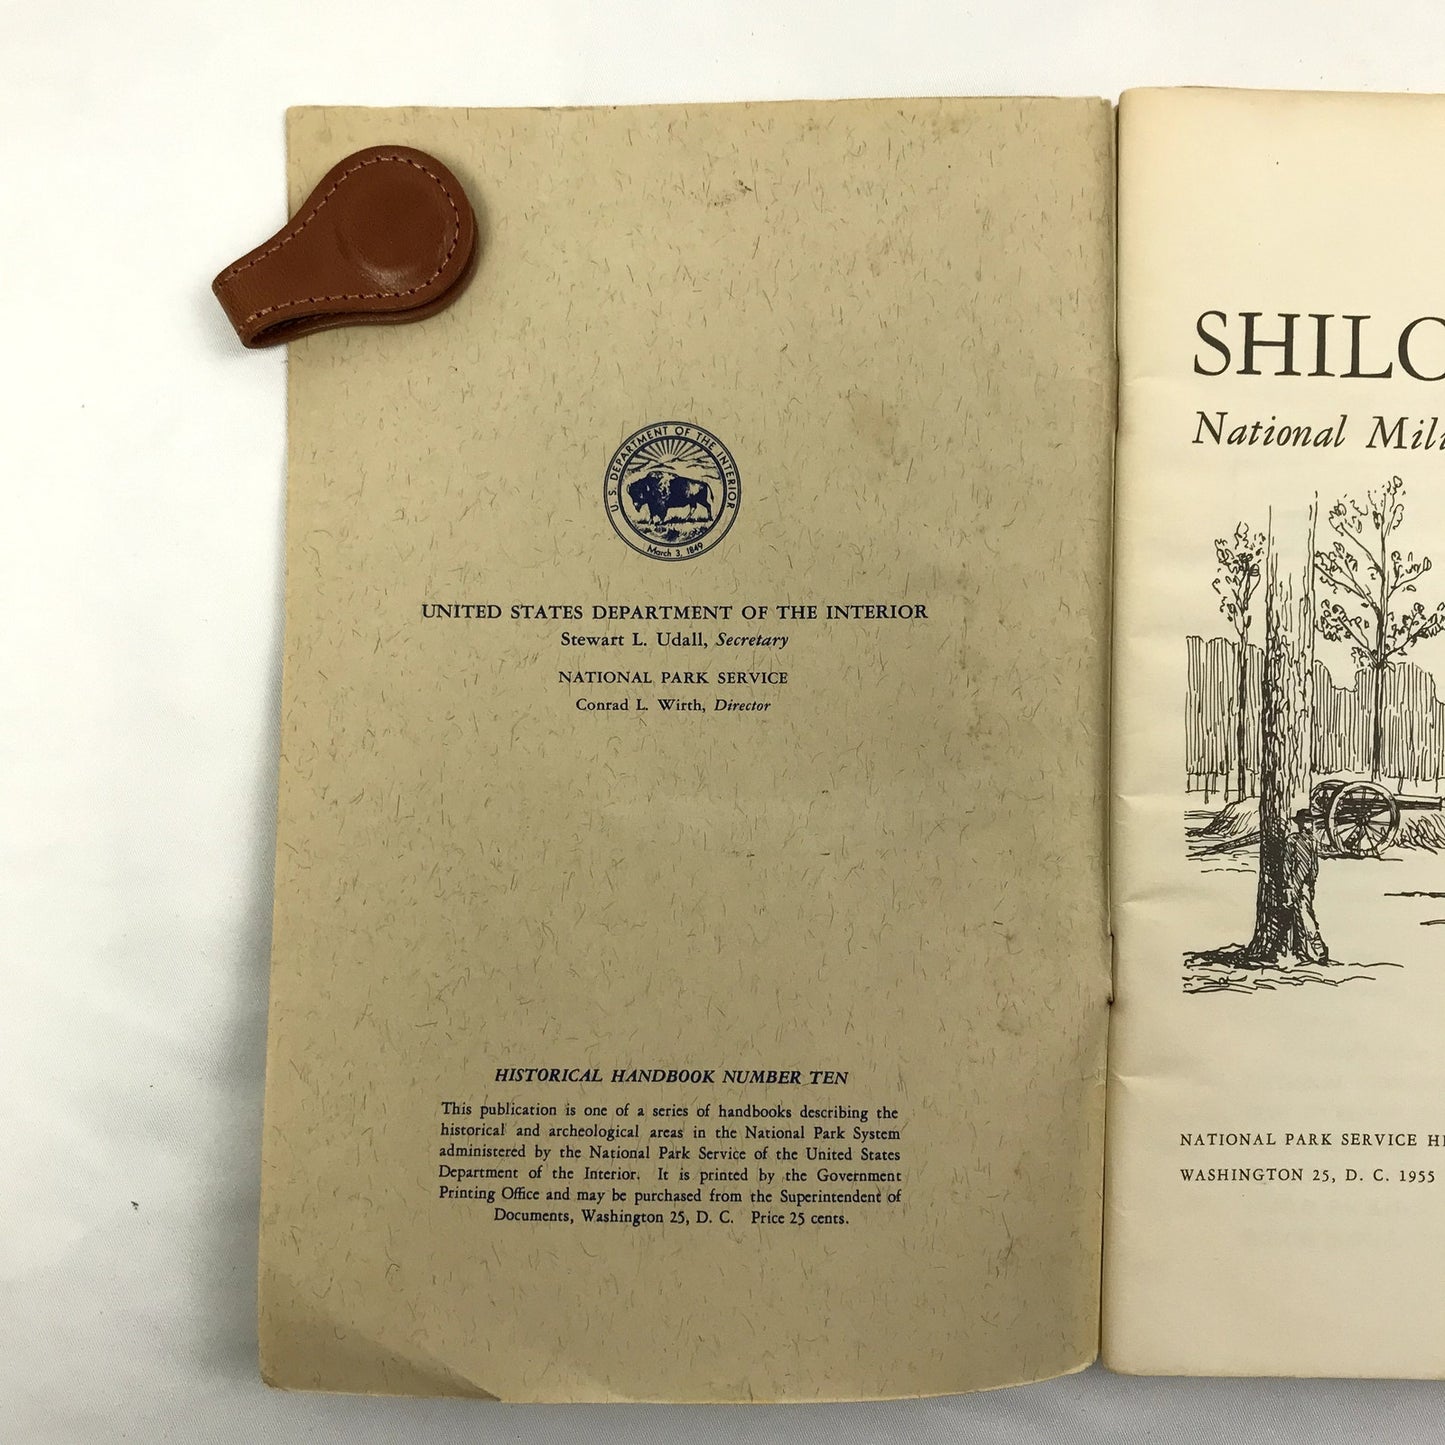 U. S. DEPARTMENT OF THE INTERIOR
March 3, 1849
UNITED STATES DEPARTMENT OF THE INTERIOR
Stewart L. Udall, Secretary
NATIONAL PARK SERVICE
Conrad L. Wirth, Director
HISTORICAL HANDBOOK NUMBER TEN
This publication is one of a series of handbooks describing the
historical and archeological areas in the National Park System
administered by the National Park Service of the United States
Department of the Interior. It is printed by the Government
Printing Office and may be purchased from the Superintendent of
Documents, Washington 25, D. C. Price 25 cents.
SHILO
National Mili
NATIONAL PARK SERVICE HI
WASHINGTON 25, D. C. 1955